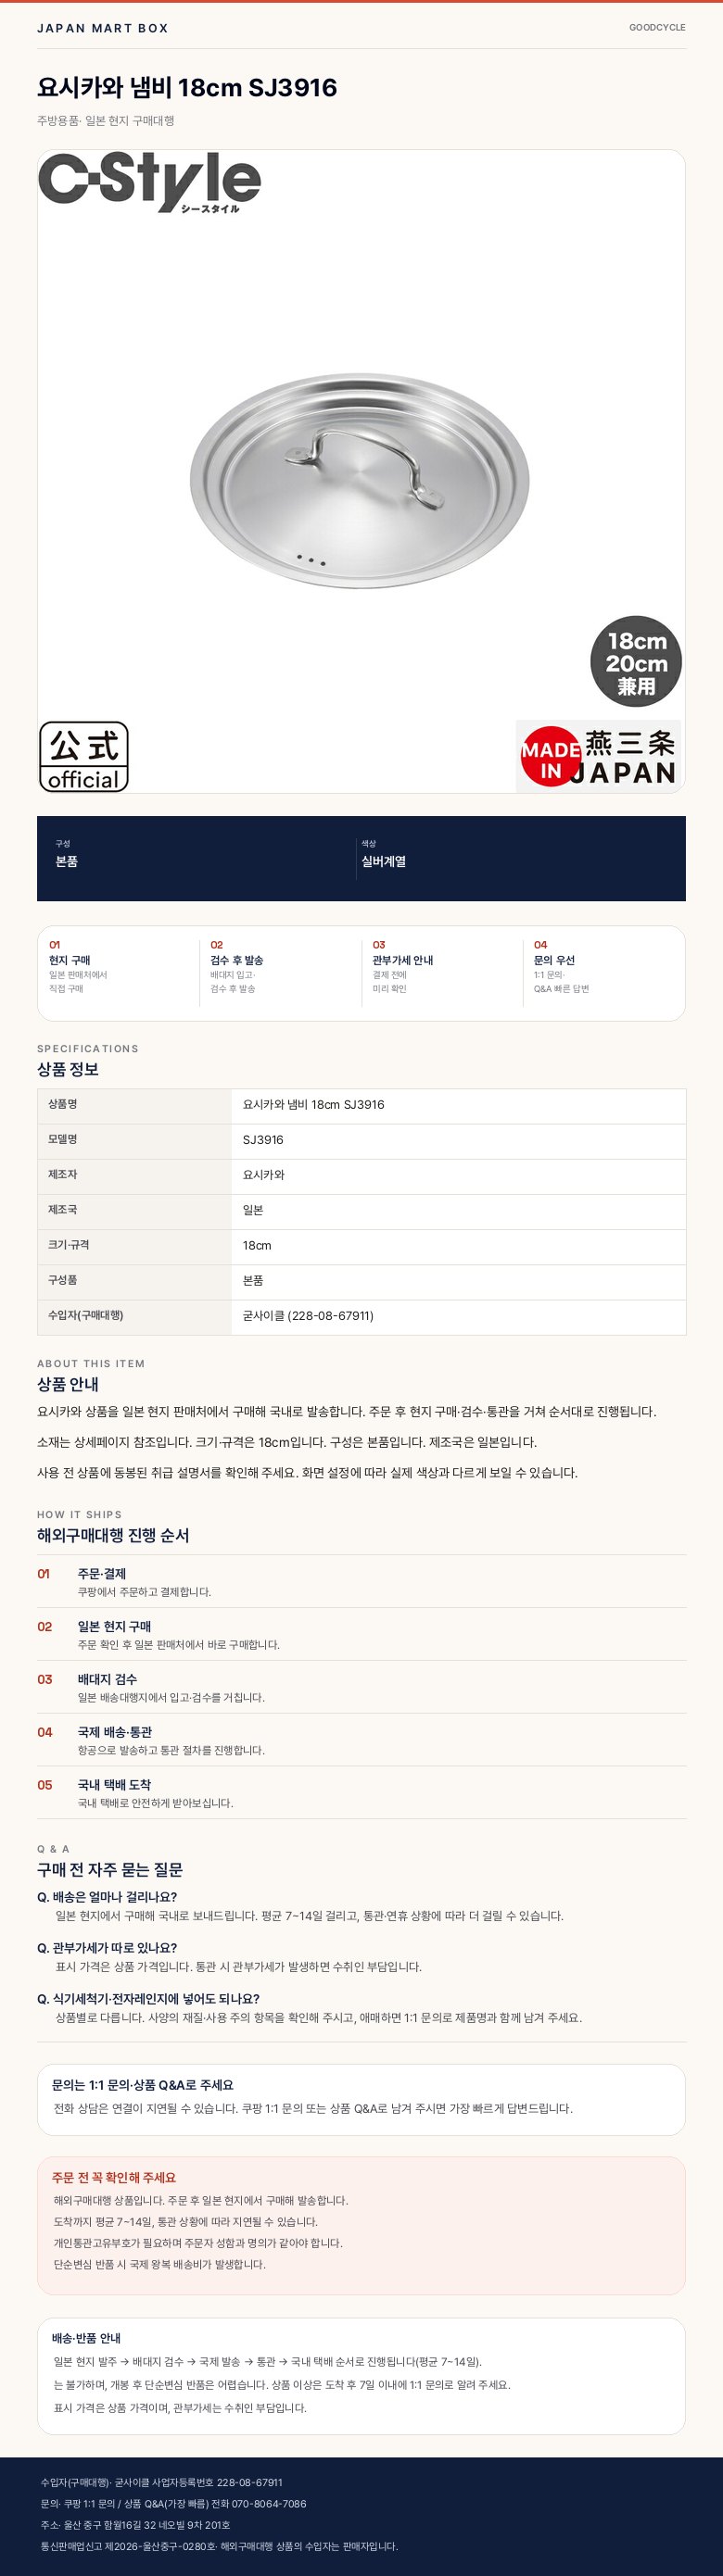 JAPAN MART BOX
GOODCYCLE
요시카와 냄비 18cm SJ3916
주방용품· 일본 현지 구매대행
C·Style
シースタイル
18cm
20cm
兼用
公式
official
MADE IN 燕三条
JAPAN
구성
본품
색상
실버계열
01
현지 구매
일본 판매처에서
직접 구매
02
검수 후 발송
배대지 입고·
검수 후 발송
03
관부가세 안내
결제 전에
미리 확인
04
문의 우선
1:1 문의·
Q&A 빠른 답변
SPECIFICATIONS
상품 정보
상품명 요시카와 냄비 18cm SJ3916
모델명 SJ3916
제조자 요시카와
제조국 일본
크기·규격 18cm
구성품 본품
수입자(구매대행) 굳사이클 (228-08-67911)
ABOUT THIS ITEM
상품 안내
요시카와 상품을 일본 현지 판매처에서 구매해 국내로 발송합니다. 주문 후 현지 구매·검수·통관을 거쳐 순서대로 진행됩니다.
소재는 상세페이지 참조입니다. 크기·규격은 18cm입니다. 구성은 본품입니다. 제조국은 일본입니다.
사용 전 상품에 동봉된 취급 설명서를 확인해 주세요. 화면 설정에 따라 실제 색상과 다르게 보일 수 있습니다.
HOW IT SHIPS
해외구매대행 진행 순서
01 주문·결제
쿠팡에서 주문하고 결제합니다.
02 일본 현지 구매
주문 확인 후 일본 판매처에서 바로 구매합니다.
03 배대지 검수
일본 배송대행지에서 입고·검수를 거칩니다.
04 국제 배송·통관
항공으로 발송하고 통관 절차를 진행합니다.
05 국내 택배 도착
국내 택배로 안전하게 받아보십니다.
Q & A
구매 전 자주 묻는 질문
Q. 배송은 얼마나 걸리나요?
일본 현지에서 구매해 국내로 보내드립니다. 평균 7~14일 걸리고, 통관·연휴 상황에 따라 더 걸릴 수 있습니다.
Q. 관부가세가 따로 있나요?
표시 가격은 상품 가격입니다. 통관 시 관부가세가 발생하면 수취인 부담입니다.
Q. 식기세척기·전자레인지에 넣어도 되나요?
상품별로 다릅니다. 사양의 재질·사용 주의 항목을 확인해 주시고, 애매하면 1:1 문의로 제품명과 함께 남겨 주세요.
문의는 1:1 문의·상품 Q&A로 주세요
전화 상담은 연결이 지연될 수 있습니다. 쿠팡 1:1 문의 또는 상품 Q&A로 남겨 주시면 가장 빠르게 답변드립니다.
주문 전 꼭 확인해 주세요
해외구매대행 상품입니다. 주문 후 일본 현지에서 구매해 발송합니다.
도착까지 평균 7~14일, 통관 상황에 따라 지연될 수 있습니다.
개인통관고유부호가 필요하며 주문자 성함과 명의가 같아야 합니다.
단순변심 반품 시 국제 왕복 배송비가 발생합니다.
배송·반품 안내
일본 현지 발주 → 배대지 검수 → 국제 발송 → 통관 → 국내 택배 순서로 진행됩니다(평균 7~14일).
는 불가하며, 개봉 후 단순변심 반품은 어렵습니다. 상품 이상은 도착 후 7일 이내에 1:1 문의로 알려 주세요.
표시 가격은 상품 가격이며, 관부가세는 수취인 부담입니다.
수입자(구매대행)· 굳사이클 사업자등록번호 228-08-67911
문의· 쿠팡 1:1 문의 / 상품 Q&A(가장 빠름) 전화 070-8064-7086
주소· 울산 중구 함월16길 32 네오빌 9차 201호
통신판매업신고 제2026-울산중구-0280호· 해외구매대행 상품의 수입자는 판매자입니다.